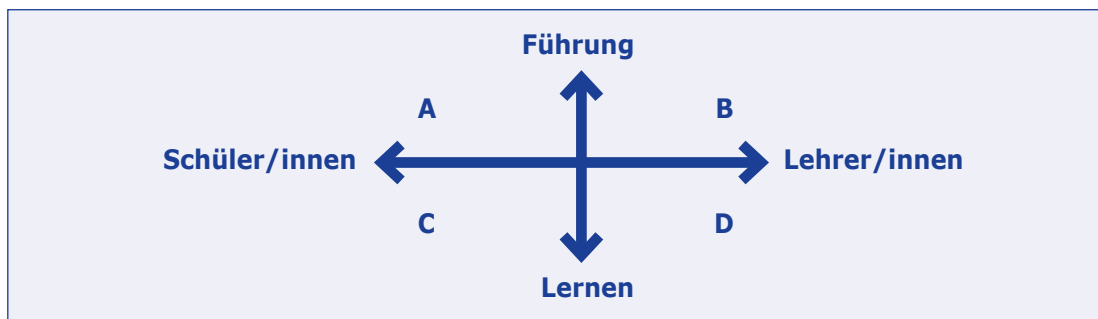 Führung
A B
Schüler/innen Lehrer/innen
C D
Lernen